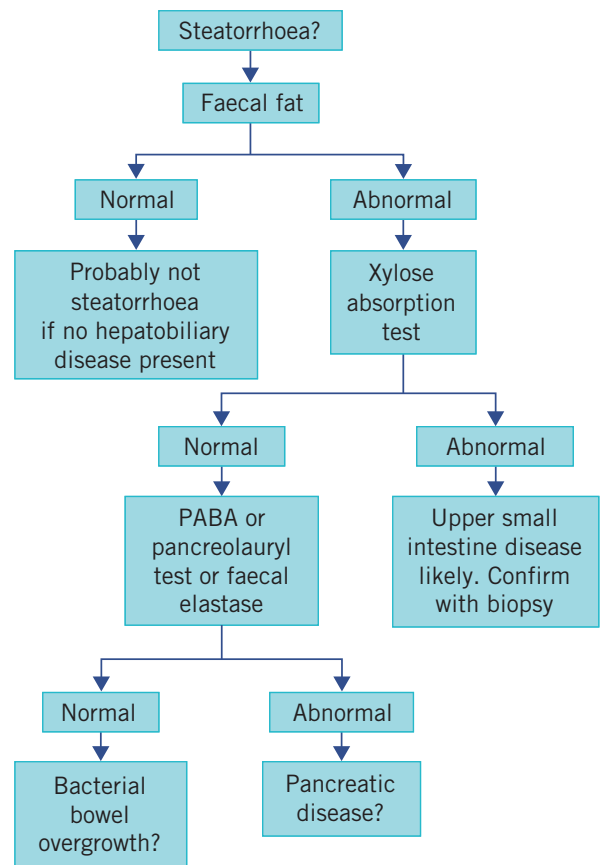 Steatorrhoea?
Faecal fat
Normal
Abnormal
Probably not
steatorrhoea
if no hepatobiliary
disease present
Xylose
absorption
test
Normal
Abnormal
PABA or
pancreolauryl
test or faecal
elastase
Upper small
intestine disease
likely. Confirm
with biopsy
Normal
Abnormal
Bacterial
bowel
overgrowth?
Pancreatic
disease?